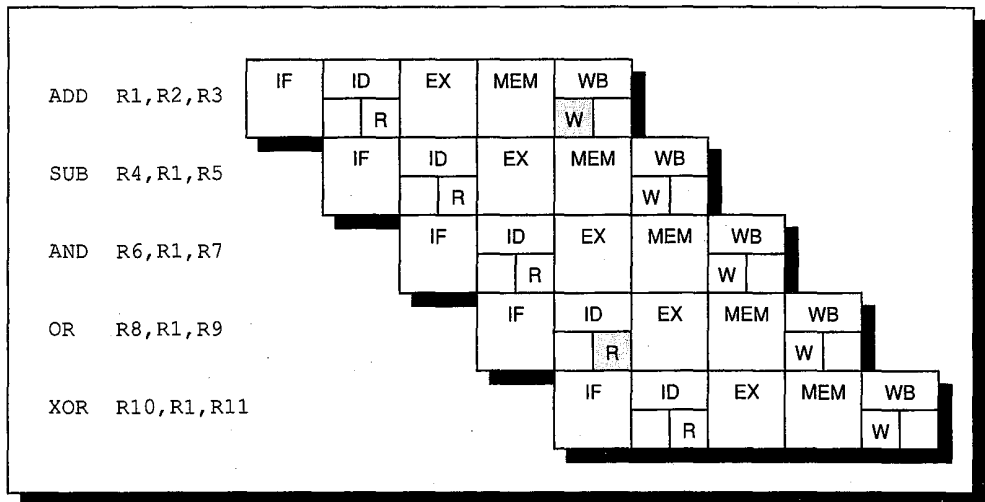 IF ID EX MEM WB
ADD R1,R2,R3
R W
IF ID EX MEM WB
SUB R4,R1,R5
R W
IF ID EX MEM WB
AND R6,R1,R7
R W
IF ID EX MEM WB
OR R8,R1,R9
R W
IF ID EX MEM WB
XOR R10,R1,R11
R W